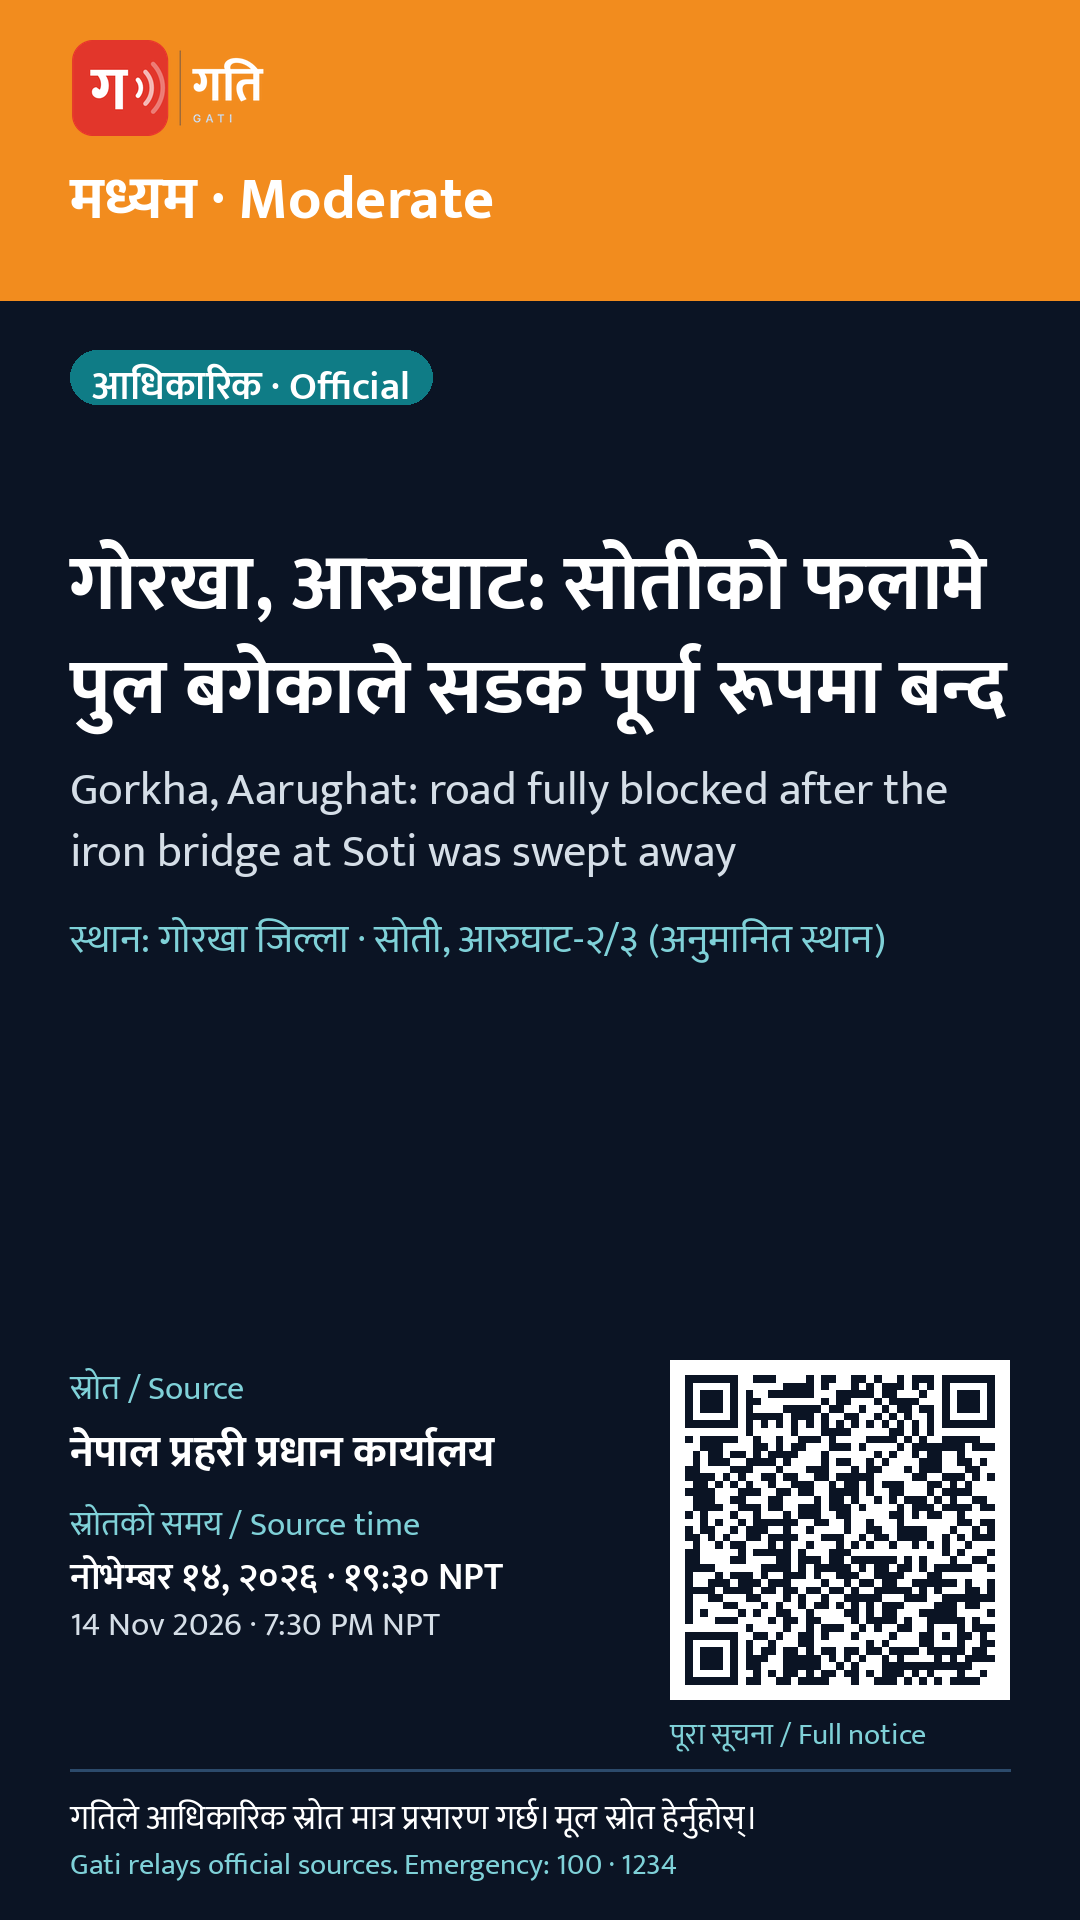 ग
गति
GATI
मध्यम · Moderate
आधिकारिक · Official
गोरखा, आरुघाट: सोतीको फलामे
पुल बगेकाले सडक पूर्ण रूपमा बन्द
Gorkha, Aarughat: road fully blocked after the
iron bridge at Soti was swept away
स्थान: गोरखा जिल्ला · सोती, आरुघाट-२/३ (अनुमानित स्थान)
स्रोत / Source
नेपाल प्रहरी प्रधान कार्यालय
स्रोतको समय / Source time
नोभेम्बर १४, २०२६ · १९:३० NPT
14 Nov 2026 · 7:30 PM NPT
पूरा सूचना / Full notice
गतिले आधिकारिक स्रोत मात्र प्रसारण गर्छ। मूल स्रोत हेर्नुहोस्।
Gati relays official sources. Emergency: 100 · 1234